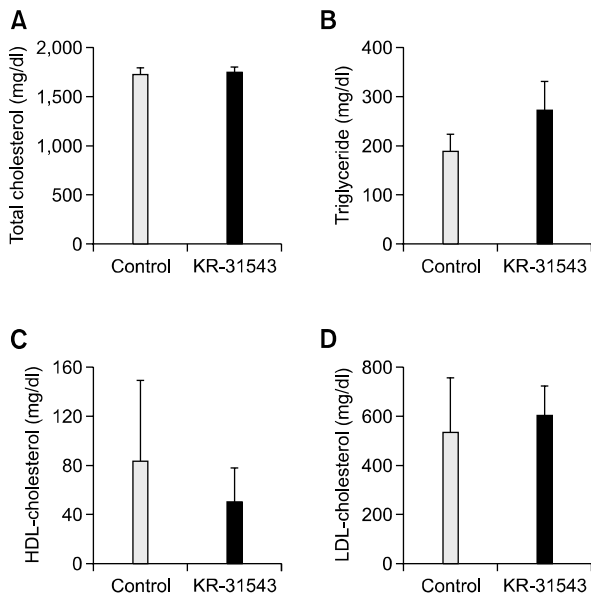 A
Total cholesterol (mg/dl)
2,000
1,500
1,000
500
0
Control
KR-31543
B
Triglyceride (mg/dl)
400
300
200
100
0
Control
KR-31543
C
HDL-cholesterol (mg/dl)
160
120
80
40
0
Control
KR-31543
D
LDL-cholesterol (mg/dl)
800
600
400
200
0
Control
KR-31543